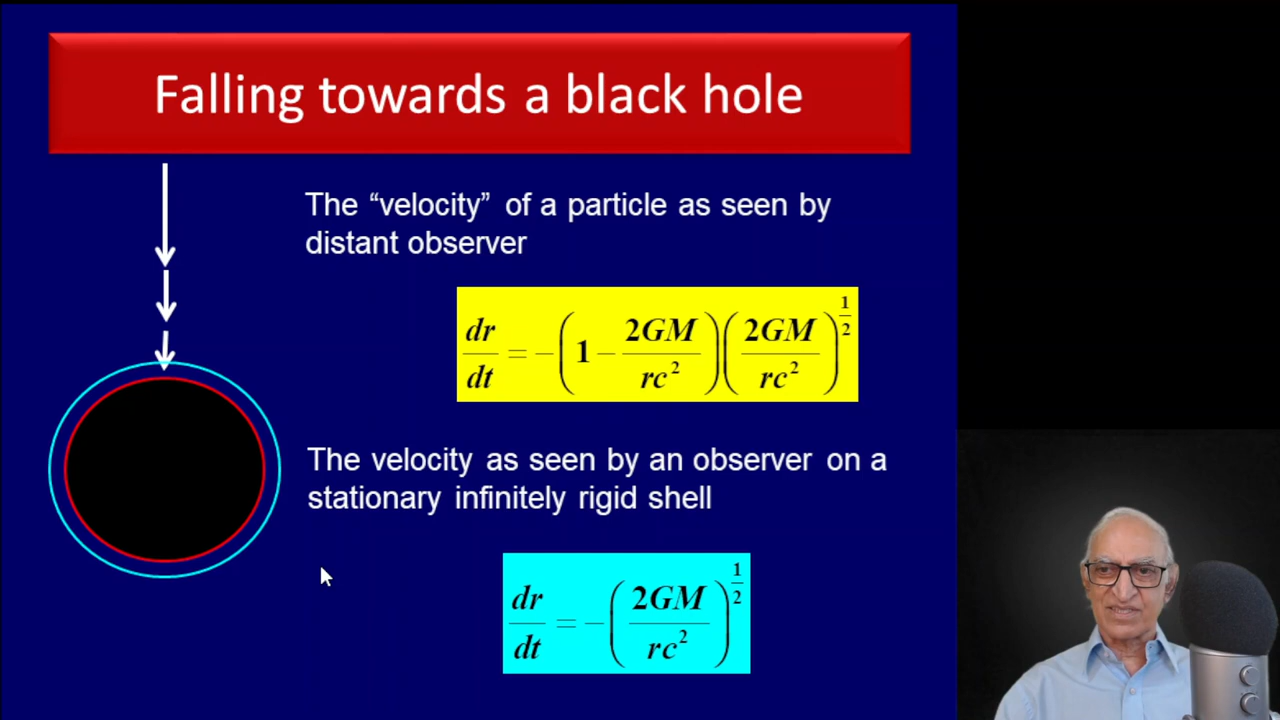 Falling towards a black hole
The “velocity” of a particle as seen by
distant observer
dr/dt = −(1 − 2GM/rc²)(2GM/rc²)^(1/2)
The velocity as seen by an observer on a
stationary infinitely rigid shell
dr/dt = −(2GM/rc²)^(1/2)